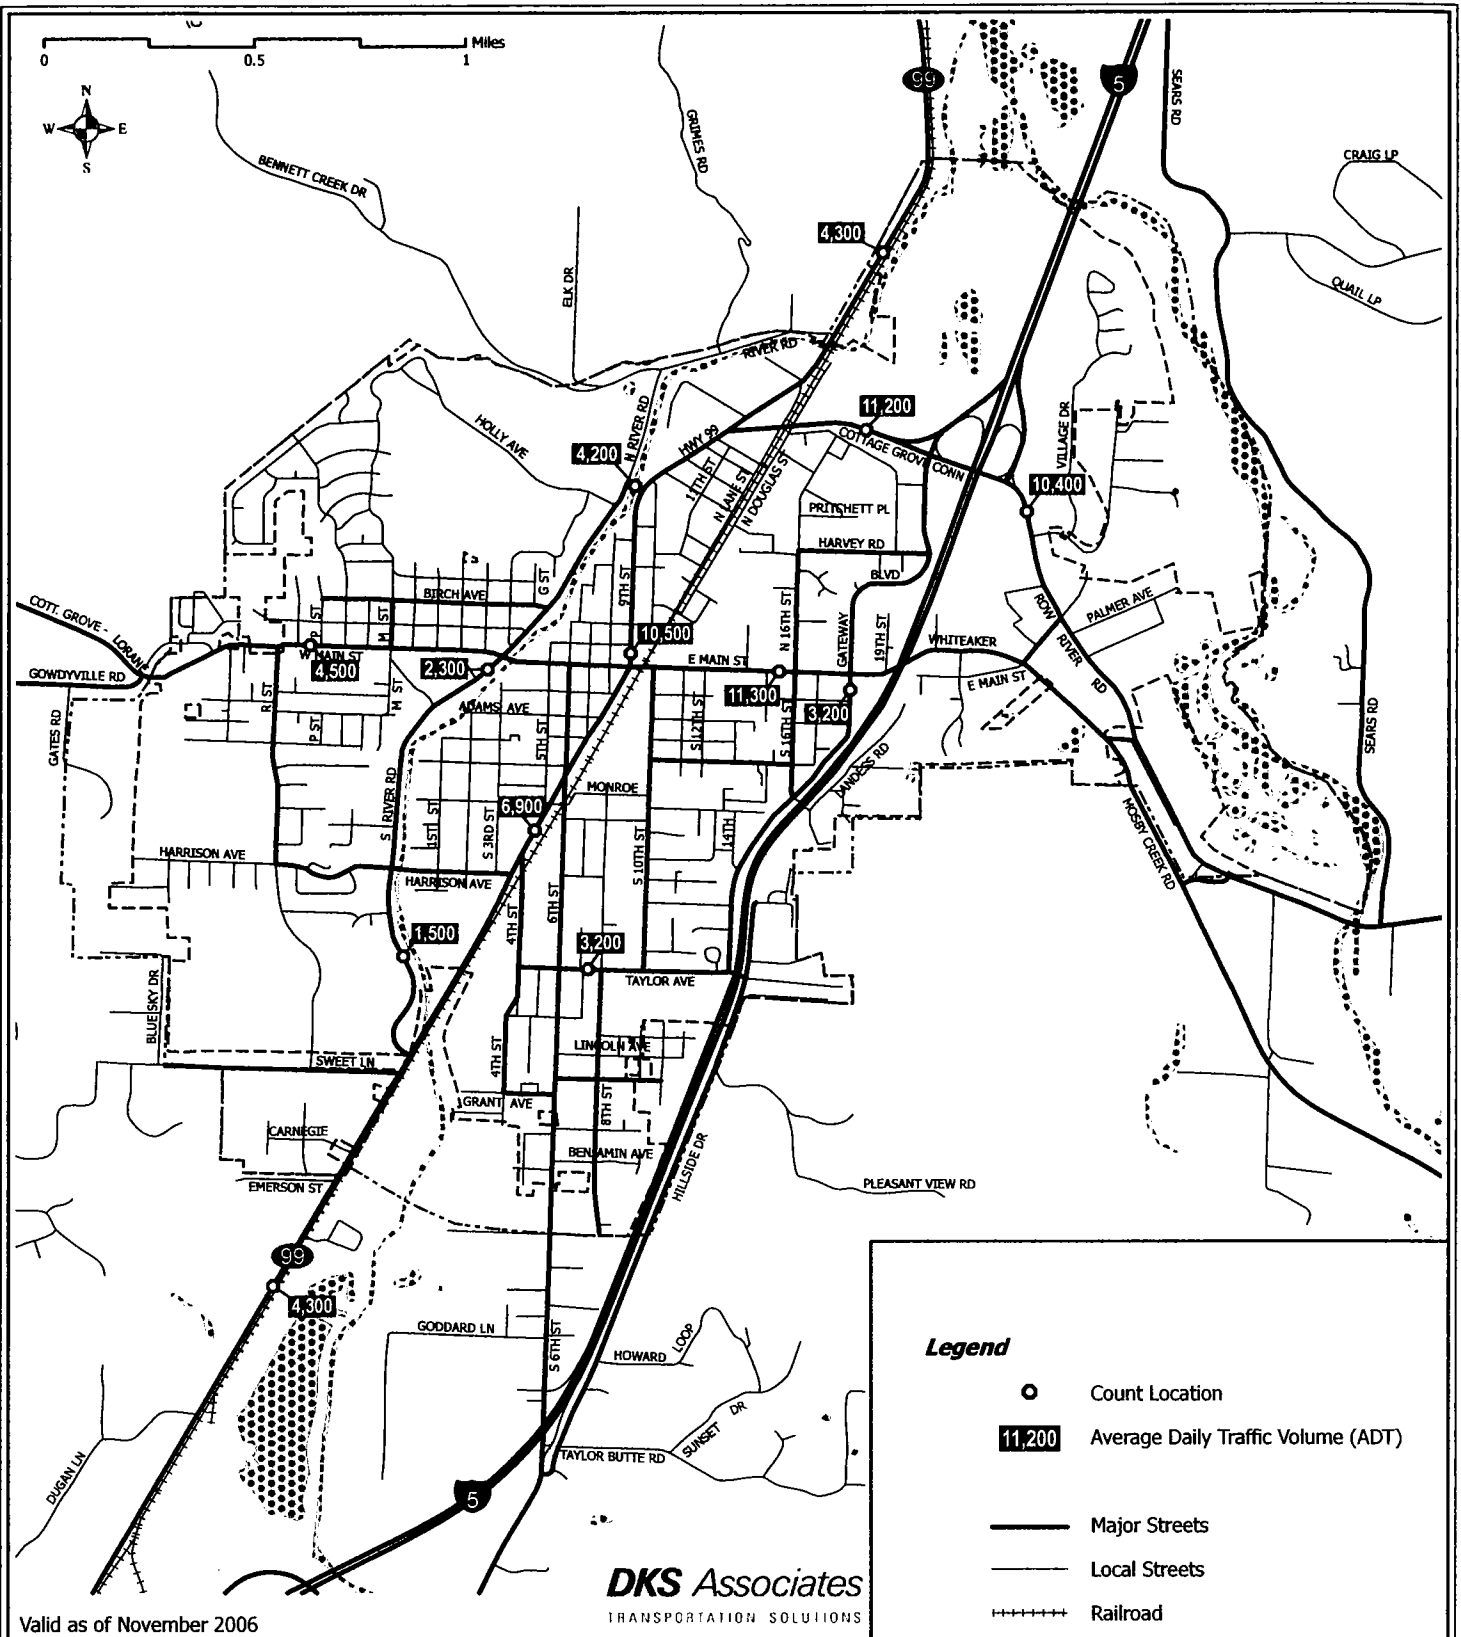 Miles
0 0.5 1
N
W E
S
99
5
SEARS RD
GRIMES RD
BENNETT CREEK DR
CRAIG LP
QUAIL LP
4,300
ELK DR
RIVER RD
N RIVER RD
HOLLY AVE
HWY 99
11,200
COTTAGE GROVE CONN
VILLAGE DR
4,200
11TH ST
N LANE ST
N DOUGLAS ST
10,400
PRITCHETT PL
HARVEY RD
BLVD
G ST
9TH ST
BIRCH AVE
P ST
M ST
N 16TH ST
GATEWAY
19TH ST
ROW
RIVER
RD
PALMER AVE
COTT. GROVE - LORANE
GOWDYVILLE RD
W MAIN ST
4,500
10,500
E MAIN ST
WHITEAKER
E MAIN ST
2,300
11,300
3,200
R ST
M ST
P ST
ADAMS AVE
5TH ST
S 12TH ST
S 16TH ST
GATES RD
SEARS RD
LANDESS RD
MONROE
S RIVER RD
6,900
1ST ST
S 3RD ST
14TH
S 10TH ST
MOSBY CREEK RD
HARRISON AVE
HARRISON AVE
4TH ST
6TH ST
1,500
3,200
TAYLOR AVE
BLUE SKY DR
SWEET LN
4TH ST
LINCOLN AVE
GRANT AVE
8TH ST
CARNEGIE
BENJAMIN AVE
EMERSON ST
HILLSIDE DR
PLEASANT VIEW RD
99
4,300
GODDARD LN
S 6TH ST
HOWARD
LOOP
SUNSET DR
TAYLOR BUTTE RD
DUGAN LN
5
Legend
Count Location
11,200 Average Daily Traffic Volume (ADT)
Major Streets
Local Streets
Railroad
DKS Associates
TRANSPORTATION SOLUTIONS
Valid as of November 2006